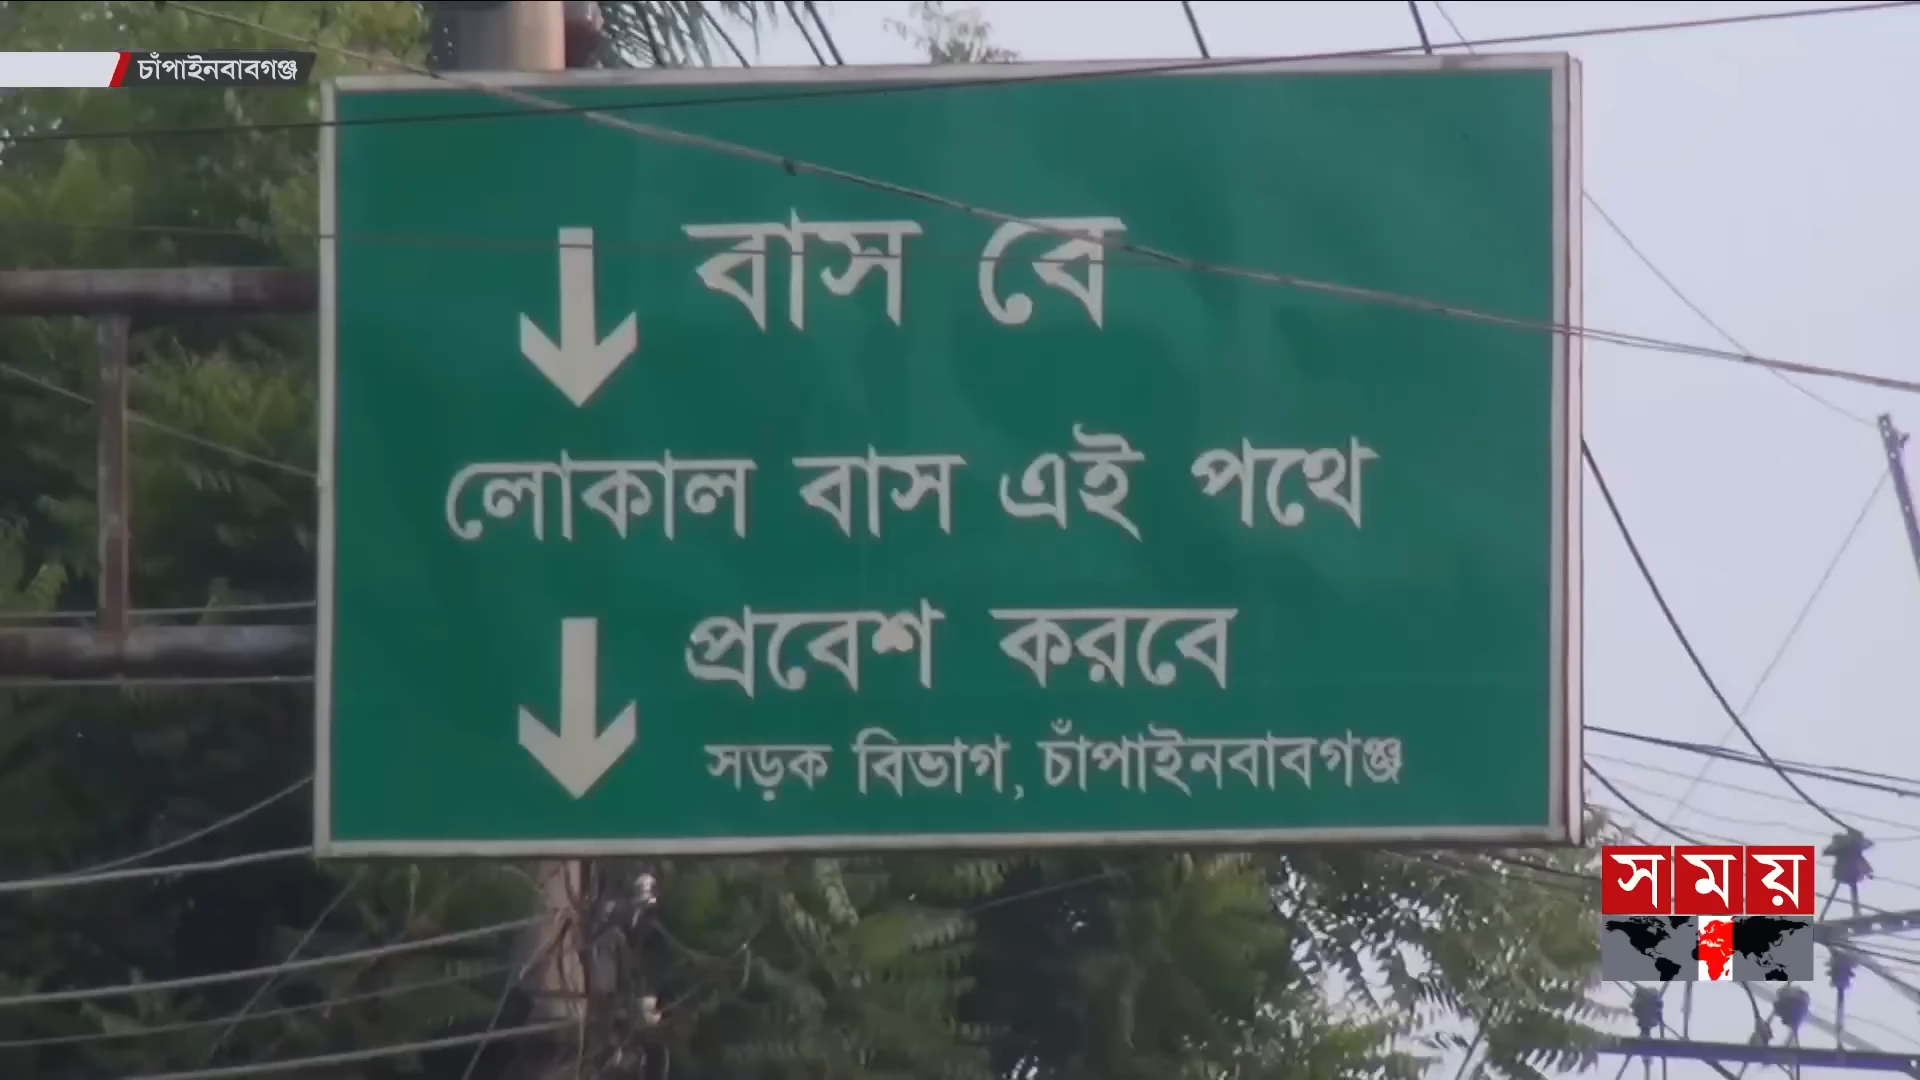 চাঁপাইনবাবগঞ্জ
বাস বে
লোকাল বাস এই পথে
প্রবেশ করবে
সড়ক বিভাগ, চাঁপাইনবাবগঞ্জ
সময়